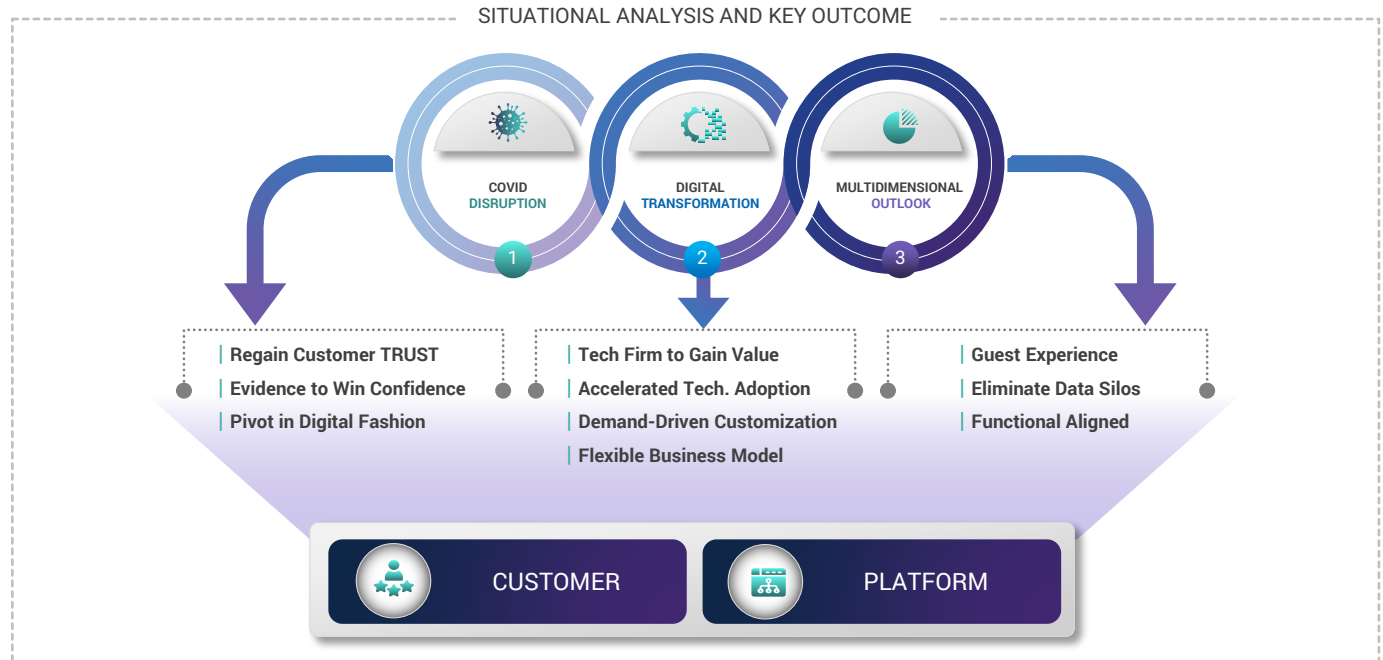 SITUATIONAL ANALYSIS AND KEY OUTCOME
COVID
DISRUPTION
1
DIGITAL
TRANSFORMATION
2
MULTIDIMENSIONAL
OUTLOOK
3
Regain Customer TRUST
Evidence to Win Confidence
Pivot in Digital Fashion
Tech Firm to Gain Value
Accelerated Tech. Adoption
Demand-Driven Customization
Flexible Business Model
Guest Experience
Eliminate Data Silos
Functional Aligned
CUSTOMER
PLATFORM